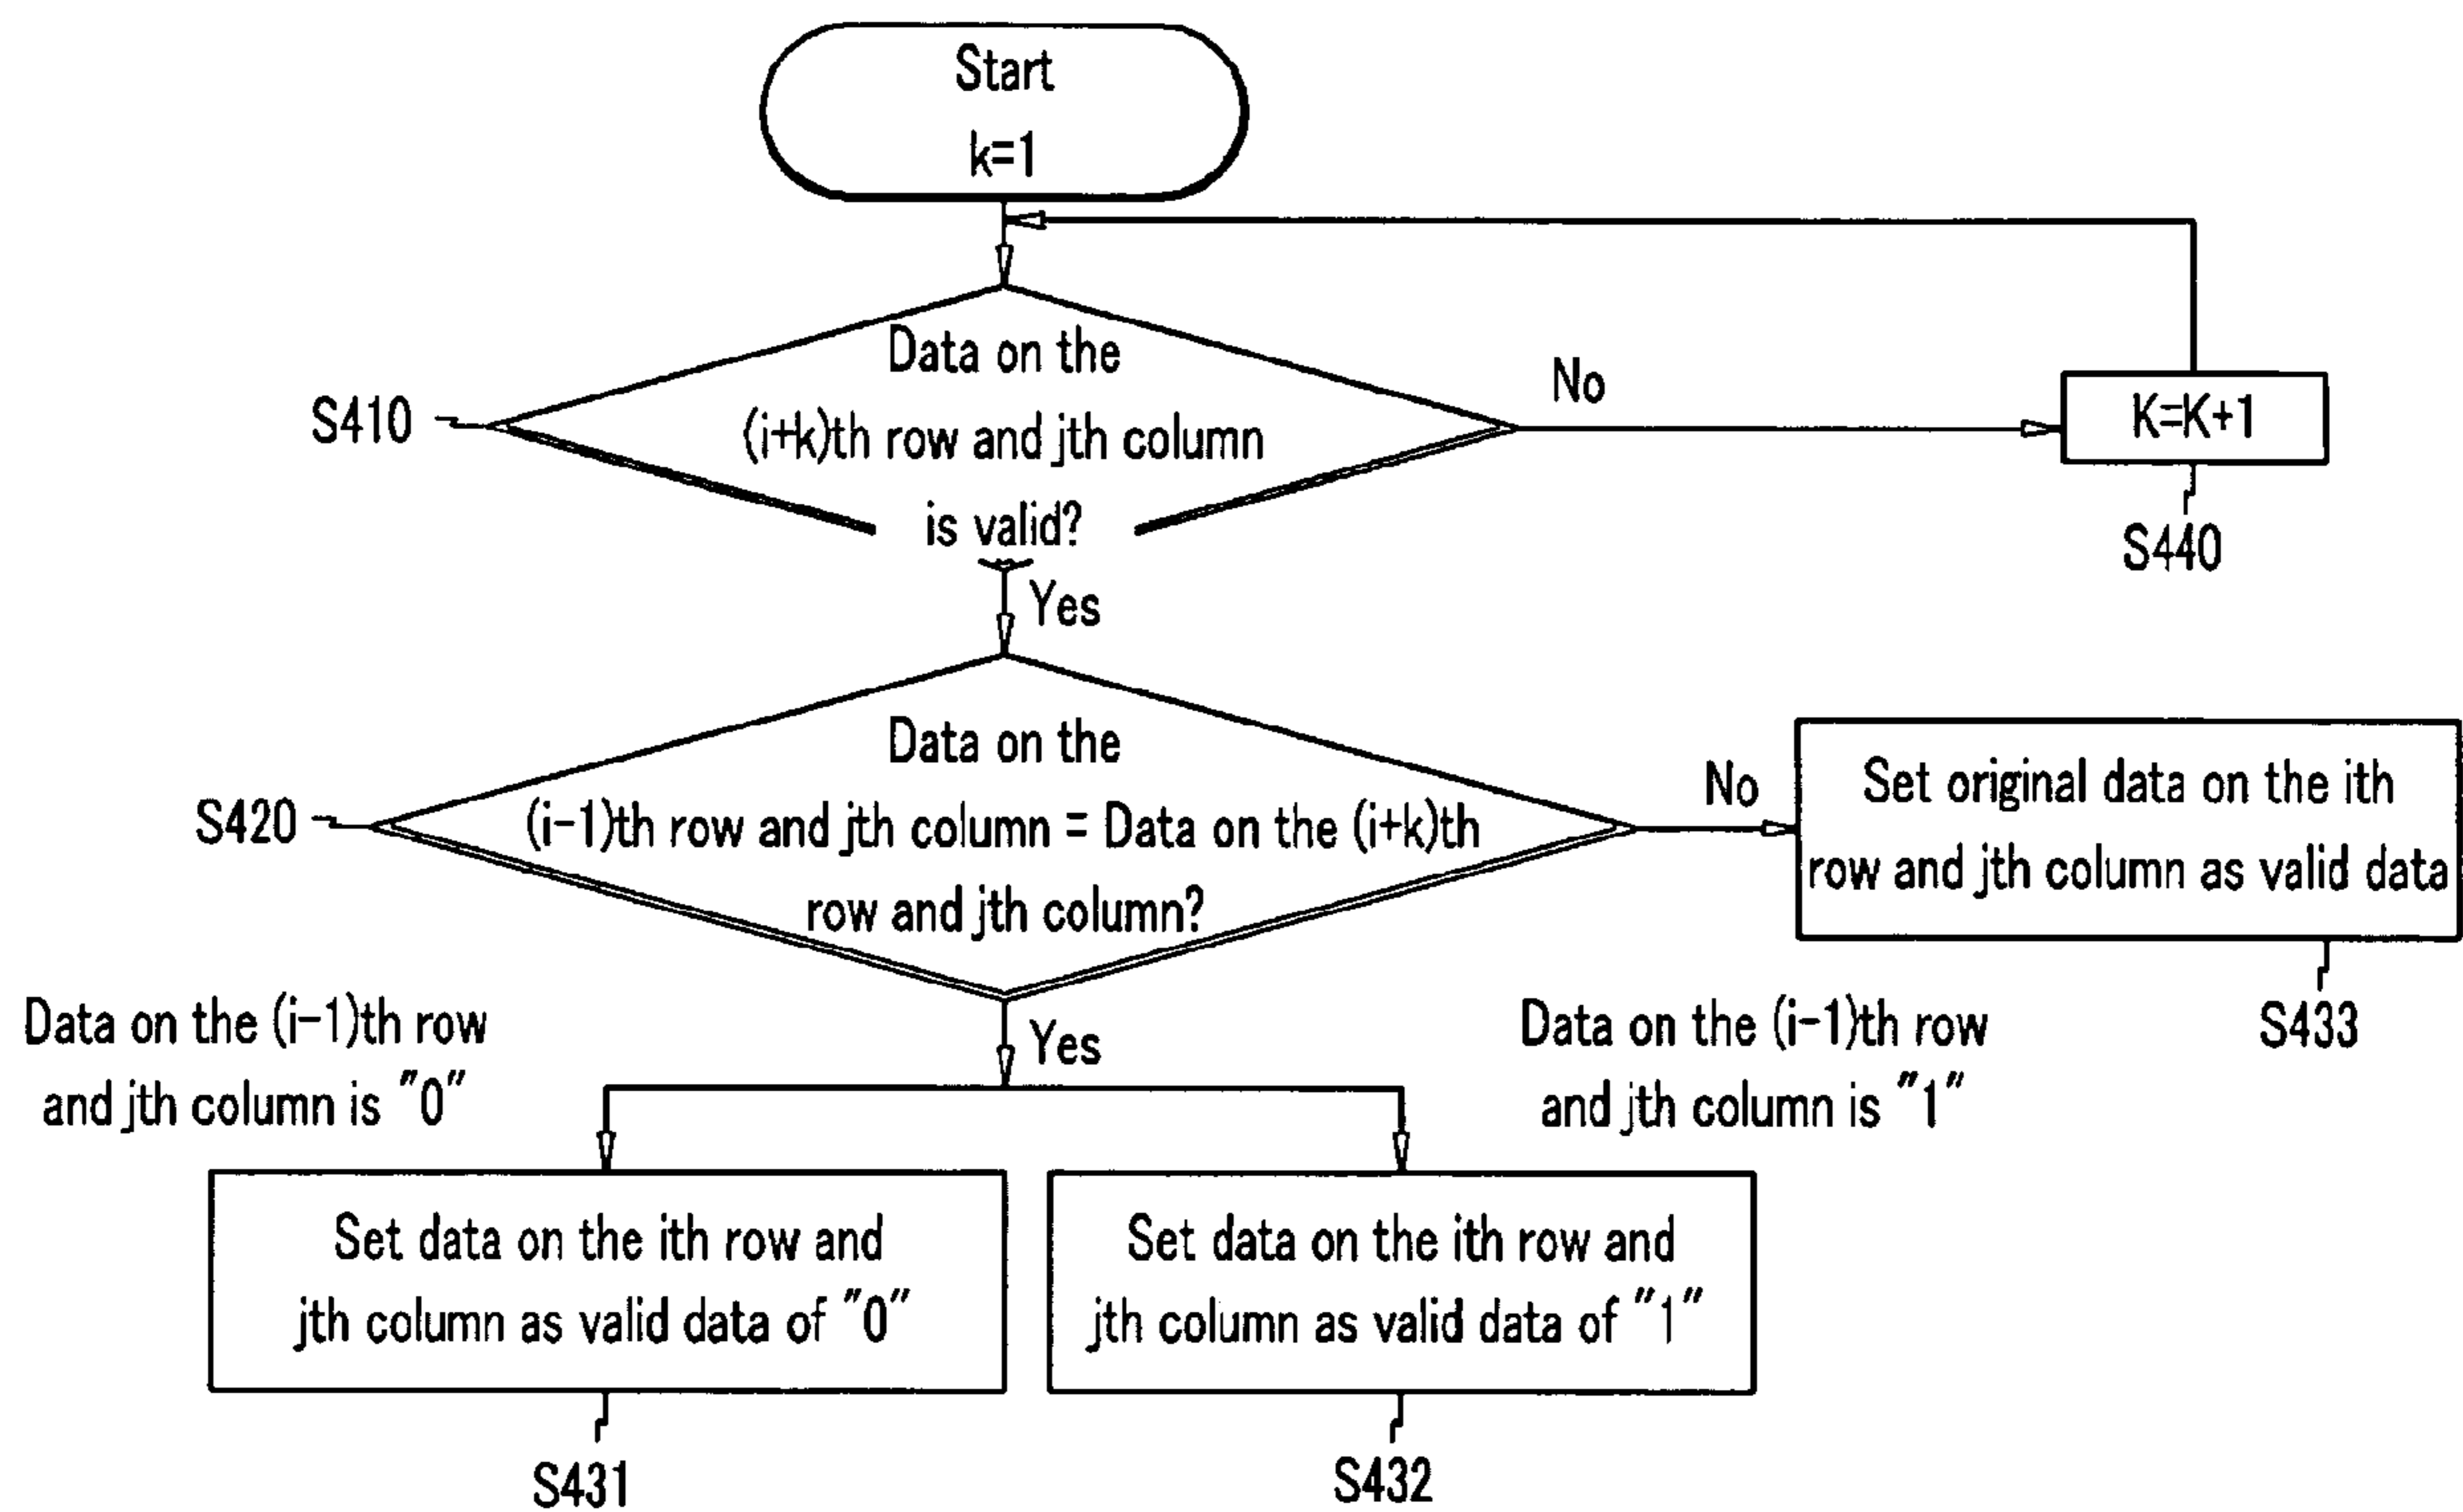 Start
k=1
Data on the
(i+k)th row and jth column
is valid?
S410
No
K=K+1
S440
Yes
Data on the
(i-1)th row and jth column = Data on the (i+k)th
row and jth column?
S420
No
Set original data on the ith
row and jth column as valid data
S433
Yes
Data on the (i-1)th row
and jth column is "0"
Data on the (i-1)th row
and jth column is "1"
Set data on the ith row and
jth column as valid data of "0"
S431
Set data on the ith row and
jth column as valid data of "1"
S432